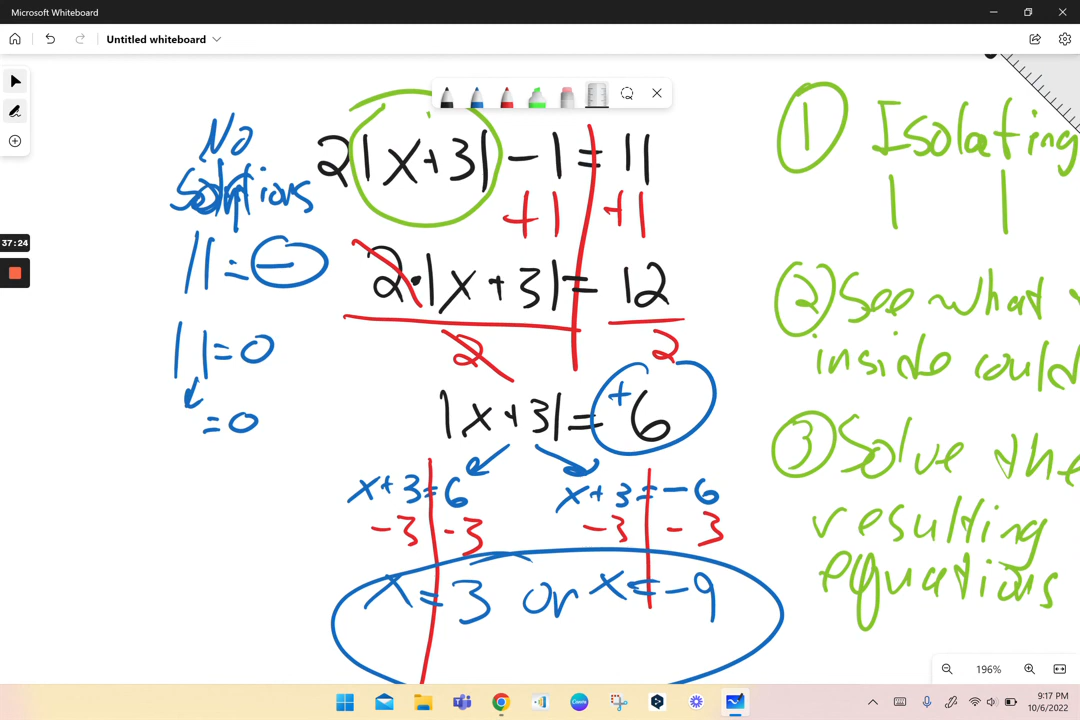 Microsoft Whiteboard
Untitled whiteboard
37:24
No
Solutions
| | = -
| | = 0
= 0
2|x+3| - 1 = 11
+1 +1
2·|x+3| = 12
2 2
|x+3| = +6
x+3 = 6 x+3 = -6
-3 -3 -3 -3
x = 3 or x = -9
① Isolating
| |
② See what
inside could
③ Solve the
resulting
equations
196%
9:17 PM
10/6/2022